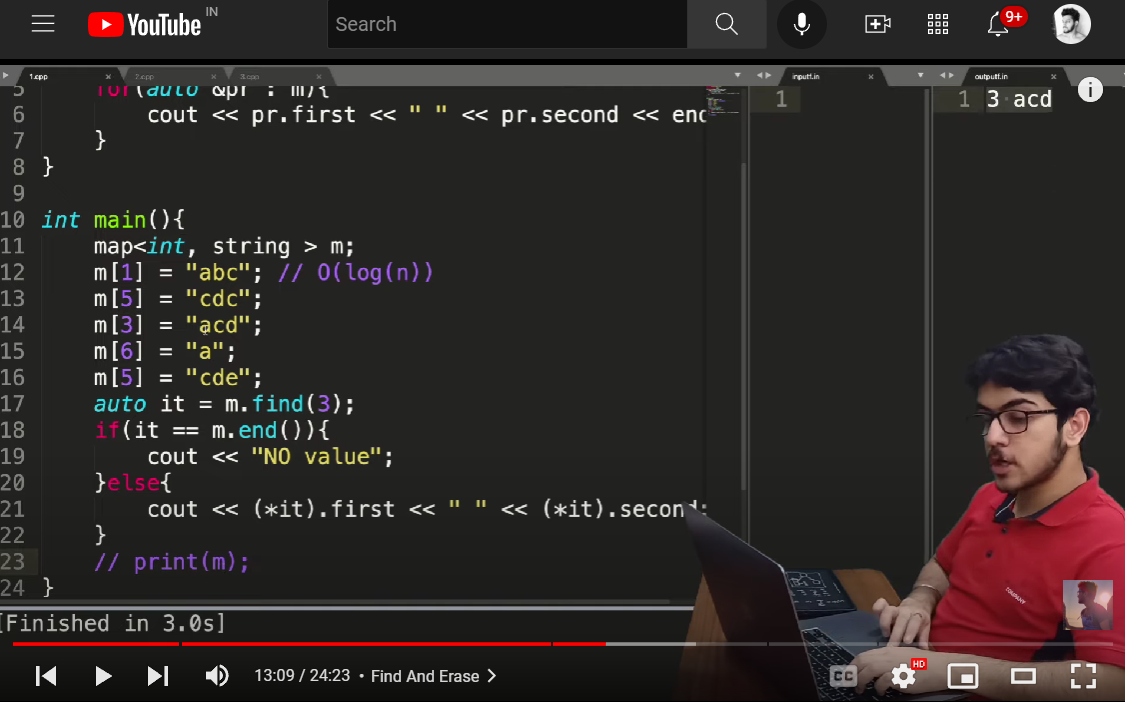 YouTube IN
Search
9+
1.cpp
2.cpp
3.cpp
inputf.in
outputf.in
5 for(auto &pr : m){
6 cout << pr.first << " " << pr.second << end
7 }
8 }
9
10 int main(){
11 map<int, string > m;
12 m[1] = "abc"; // O(log(n))
13 m[5] = "cdc";
14 m[3] = "acd";
15 m[6] = "a";
16 m[5] = "cde";
17 auto it = m.find(3);
18 if(it == m.end()){
19 cout << "NO value";
20 }else{
21 cout << (*it).first << " " << (*it).second;
22 }
23 // print(m);
24 }
1
1 3 acd
[Finished in 3.0s]
13:09 / 24:23 • Find And Erase
CC
HD